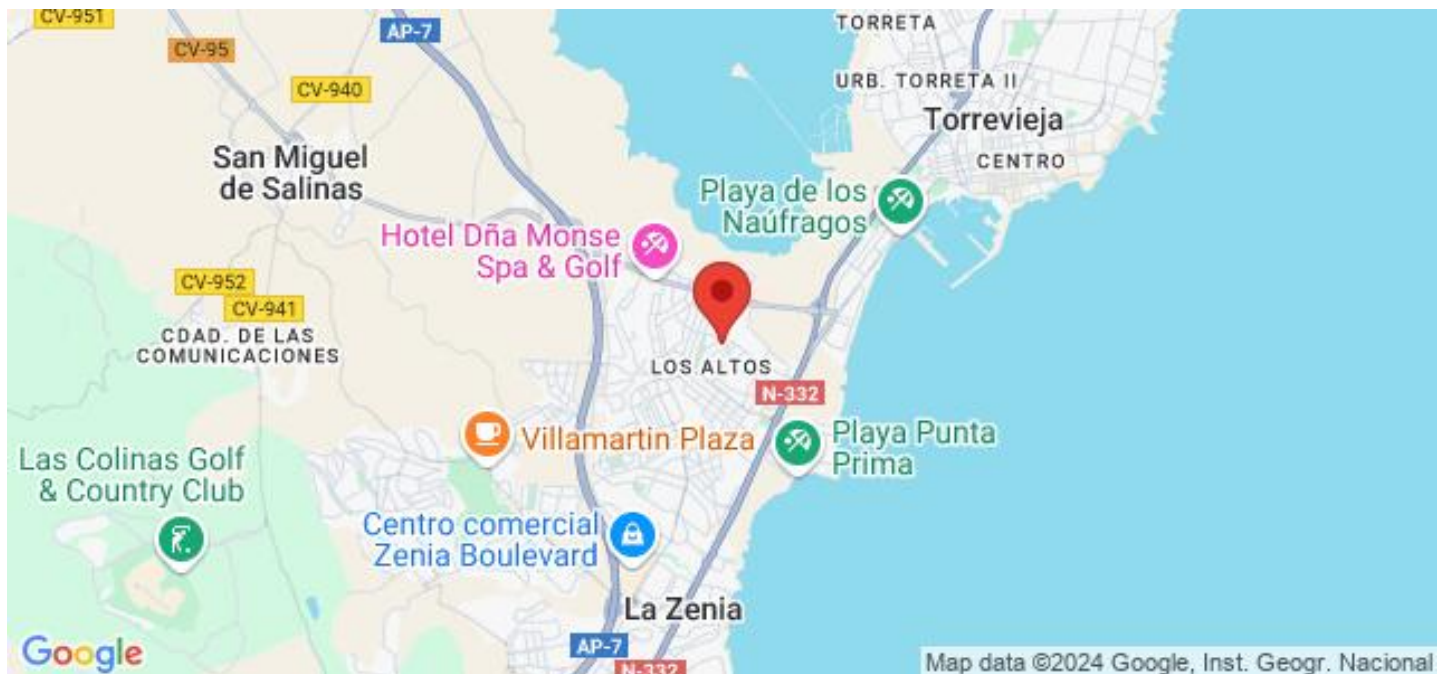 CV-951
CV-95
AP-7
CV-940
TORRETA
URB. TORRETA II
Torrevieja
CENTRO
San Miguel
de Salinas
Playa de los
Naúfragos
Hotel Dña Monse
Spa & Golf
CV-952
CV-941
CDAD. DE LAS
COMUNICACIONES
LOS ALTOS
N-332
Villamartin Plaza
Playa Punta
Prima
Las Colinas Golf
& Country Club
Centro comercial
Zenia Boulevard
La Zenia
AP-7
N-332
Google
Map data ©2024 Google, Inst. Geogr. Nacional